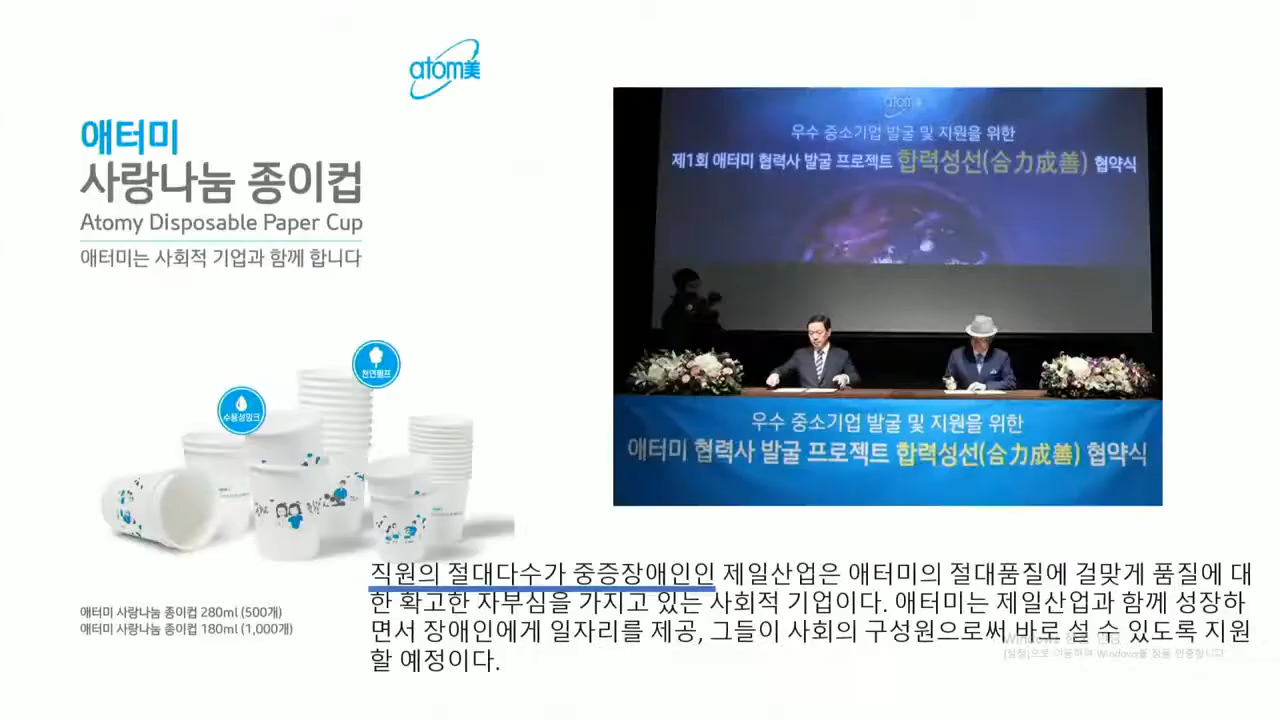 atom美
애터미
사랑나눔 종이컵
Atomy Disposable Paper Cup
애터미는 사회적 기업과 함께 합니다
천연펄프
수용성잉크
애터미 사랑나눔 종이컵 280ml (500개)
애터미 사랑나눔 종이컵 180ml (1,000개)
atom美
우수 중소기업 발굴 및 지원을 위한
제1회 애터미 협력사 발굴 프로젝트 합력성선(合力成善) 협약식
우수 중소기업 발굴 및 지원을 위한
애터미 협력사 발굴 프로젝트 합력성선(合力成善) 협약식
직원의 절대다수가 중증장애인인 제일산업은 애터미의 절대품질에 걸맞게 품질에 대
한 확고한 자부심을 가지고 있는 사회적 기업이다. 애터미는 제일산업과 함께 성장하
면서 장애인에게 일자리를 제공, 그들이 사회의 구성원으로써 바로 설 수 있도록 지원
할 예정이다.
Windows